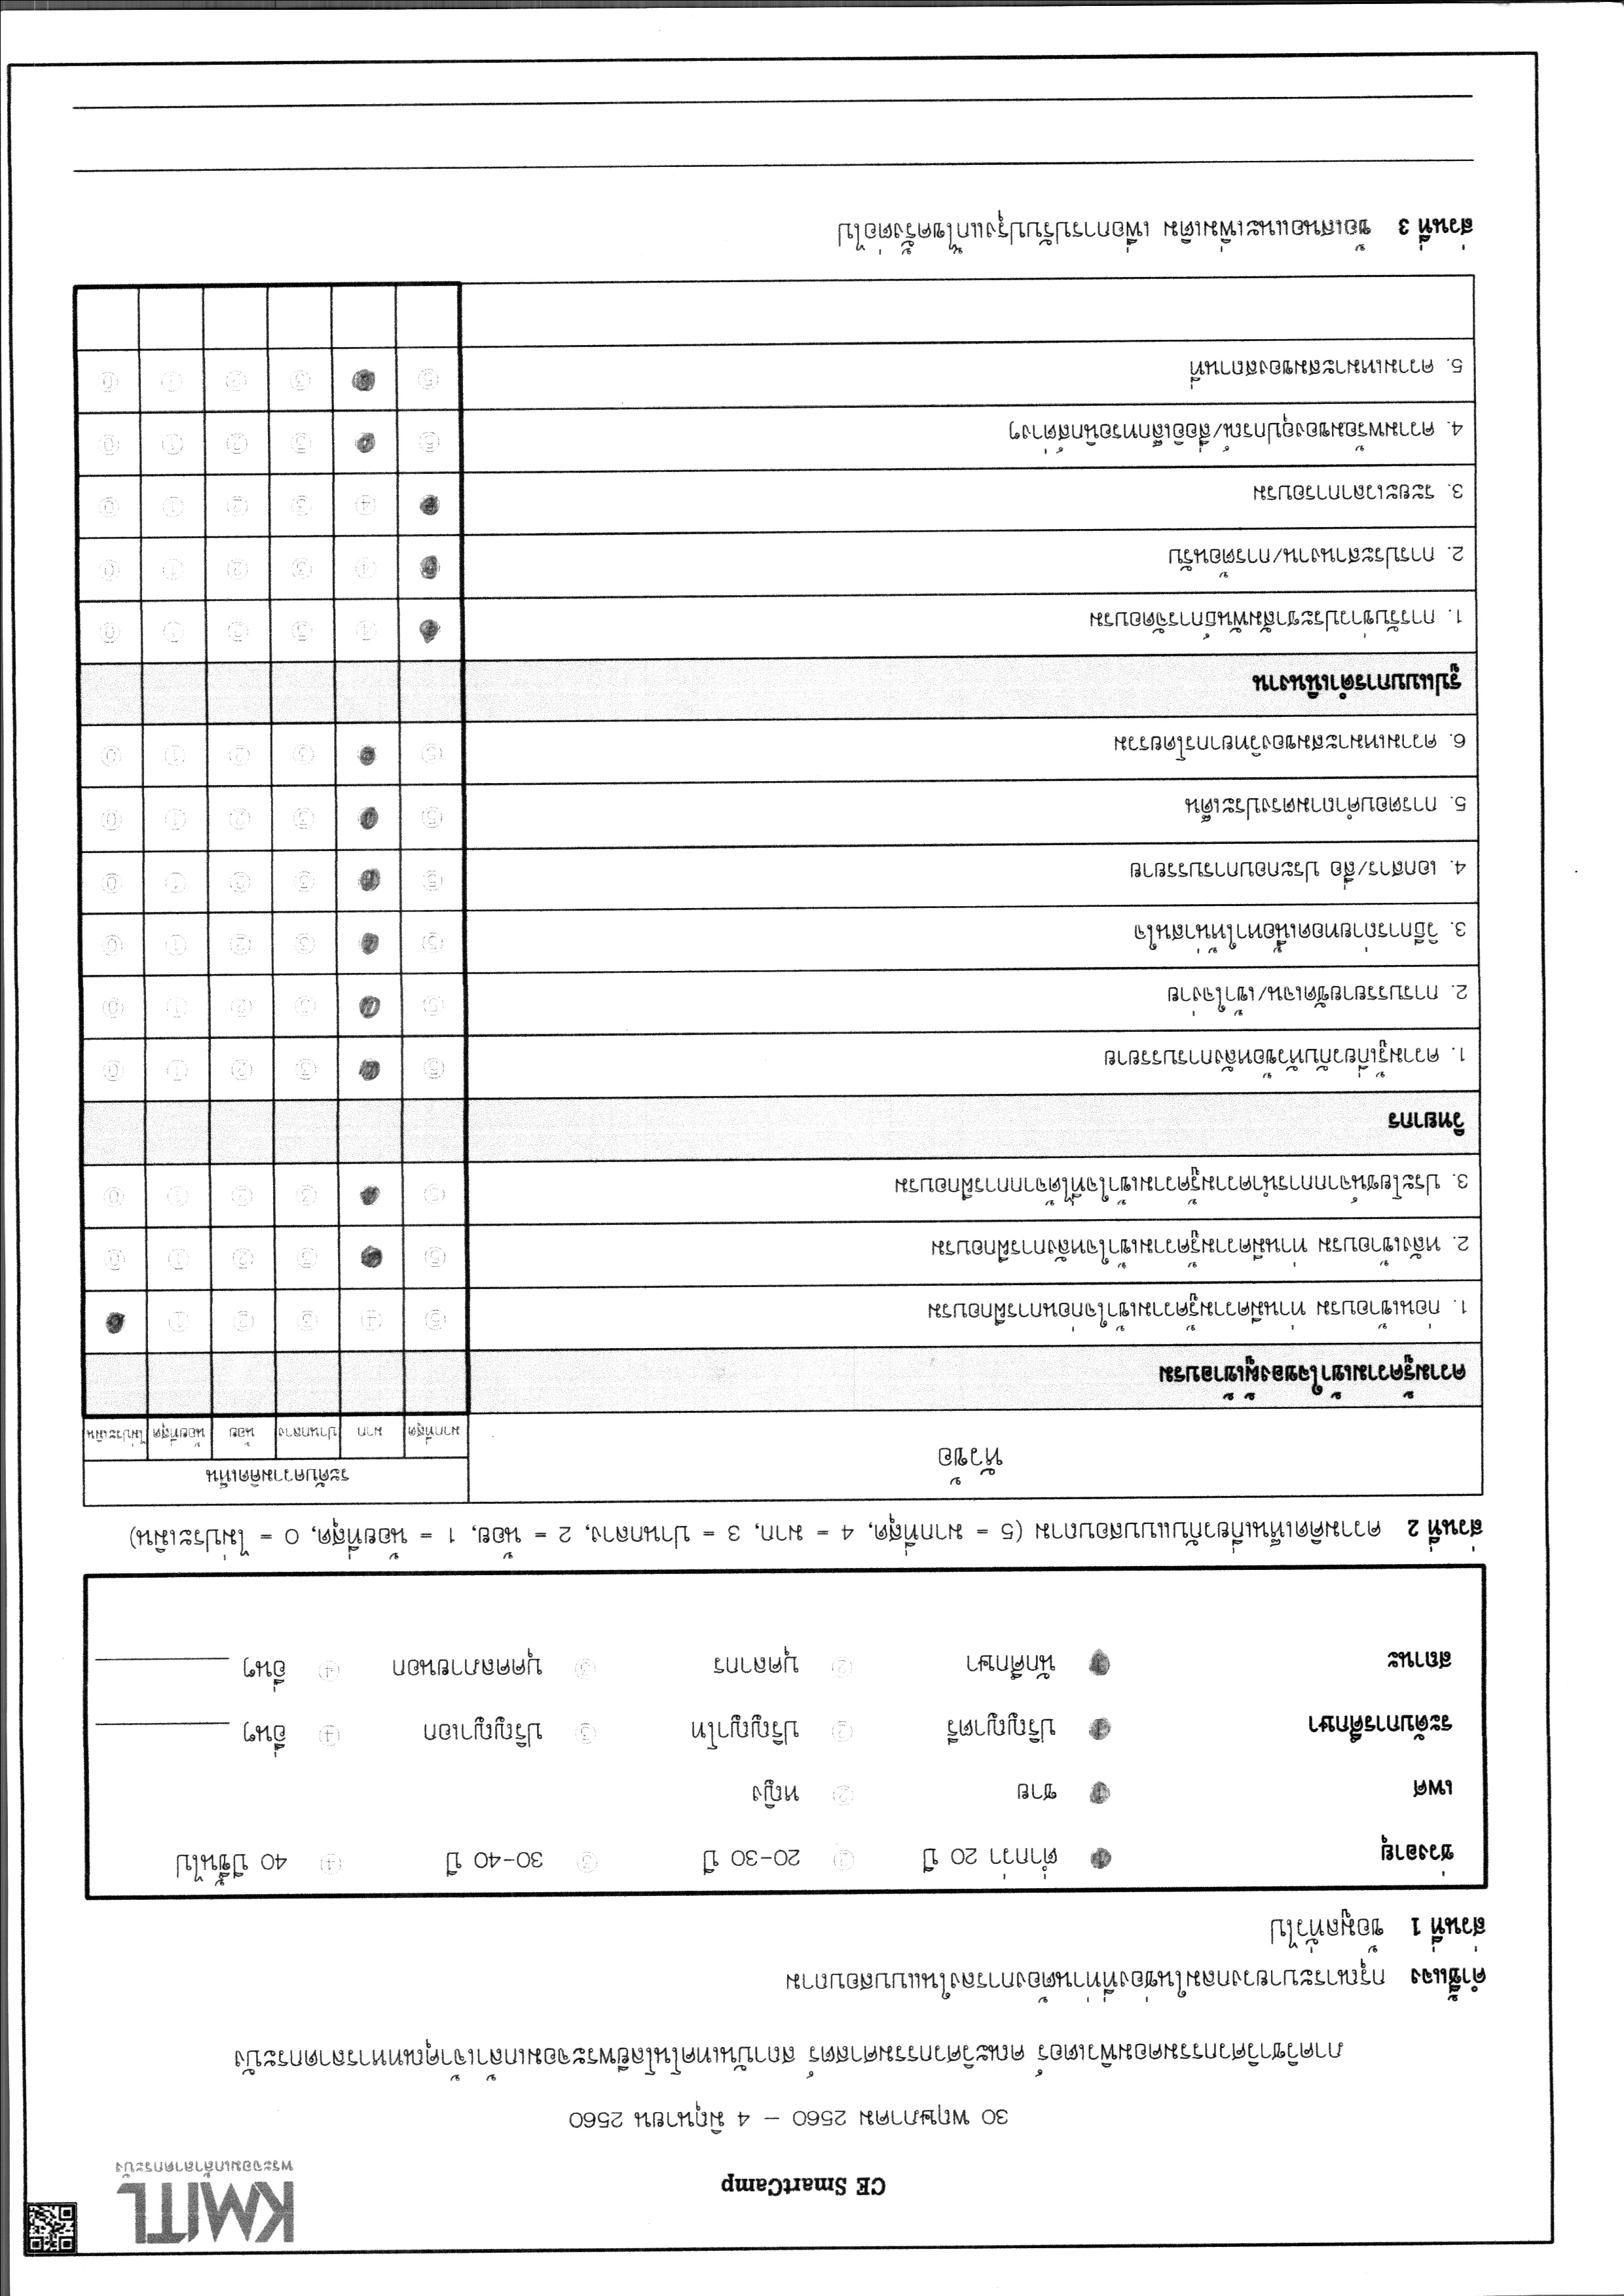 KMITL
พระจอมเกล้าลาดกระบัง
CE SmartCamp
30 พฤษภาคม 2560 – 4 มิถุนายน 2560
ภาควิชาวิศวกรรมคอมพิวเตอร์ คณะวิศวกรรมศาสตร์ สถาบันเทคโนโลยีพระจอมเกล้าเจ้าคุณทหารลาดกระบัง
คำชี้แจง กรุณาระบายวงกลมในช่องที่ท่านต้องการลงในแบบสอบถาม
ส่วนที่ 1 ข้อมูลทั่วไป
ช่วงอายุ ต่ำกว่า 20 ปี ② 20-30 ปี ③ 30-40 ปี ④ 40 ปีขึ้นไป
เพศ ชาย ② หญิง
ระดับการศึกษา ปริญญาตรี ② ปริญญาโท ③ ปริญญาเอก ④ อื่นๆ
สถานะ นักศึกษา ② บุคลากร ③ บุคคลภายนอก ④ อื่นๆ
ส่วนที่ 2 ความคิดเห็นเกี่ยวกับแบบสอบถาม (5 = มากที่สุด, 4 = มาก, 3 = ปานกลาง, 2 = น้อย, 1 = น้อยที่สุด, 0 = ไม่ประเมิน)
หัวข้อ
ระดับความคิดเห็น
มากที่สุด มาก ปานกลาง น้อย น้อยที่สุด ไม่ประเมิน
ความรู้ความเข้าใจของผู้เข้าอบรม
1. ก่อนเข้าอบรม ท่านมีความรู้ความเข้าใจก่อนการฝึกอบรม ⑤ ④ ③ ② ①
2. หลังเข้าอบรม ท่านมีความรู้ความเข้าใจหลังการฝึกอบรม ⑤ ③ ② ① ⓪
3. ประโยชน์จากการนำความรู้ความเข้าใจที่ได้จากการฝึกอบรม ⑤ ③ ② ① ⓪
วิทยากร
1. ความรู้เกี่ยวกับหัวข้อหลังการบรรยาย ⑤ ③ ② ① ⓪
2. การบรรยายชัดเจน/เข้าใจง่าย ⑤ ③ ② ① ⓪
3. วิธีการถ่ายทอดเนื้อหาให้น่าสนใจ ⑤ ③ ② ① ⓪
4. เอกสาร/สื่อ ประกอบการบรรยาย ⑤ ③ ② ① ⓪
5. การตอบคำถามตรงประเด็น ⑤ ③ ② ① ⓪
6. ความเหมาะสมของวิทยากรโดยรวม ⑤ ③ ② ① ⓪
รูปแบบการดำเนินงาน
1. การรับข่าวประชาสัมพันธ์การจัดอบรม ④ ③ ② ① ⓪
2. การประสานงาน/การต้อนรับ ④ ③ ② ① ⓪
3. ระยะเวลาการอบรม ④ ③ ② ① ⓪
4. ความพร้อมของอุปกรณ์/สื่ออิเล็กทรอนิกส์ต่างๆ ⑤ ③ ② ① ⓪
5. ความเหมาะสมของสถานที่ ⑤ ③ ② ① ⓪
ส่วนที่ 3 ข้อเสนอแนะเพิ่มเติม เพื่อการปรับปรุงแก้ไขครั้งต่อไป